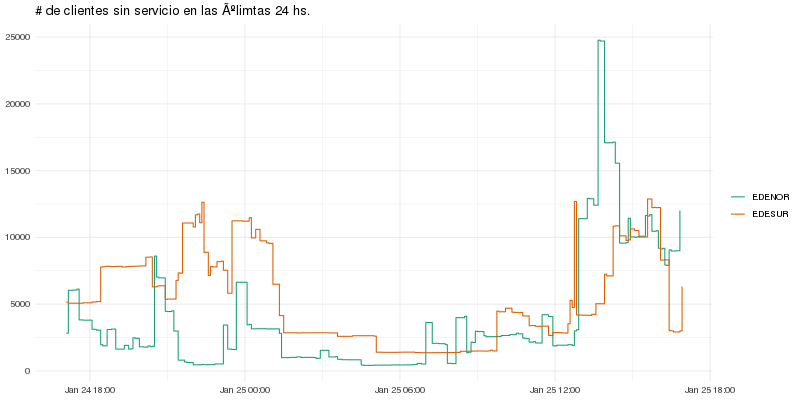 # de clientes sin servicio en las Ãºlimtas 24 hs.
25000
20000
15000
10000
5000
0
EDENOR
EDESUR
Jan 24 18:00
Jan 25 00:00
Jan 25 06:00
Jan 25 12:00
Jan 25 18:00